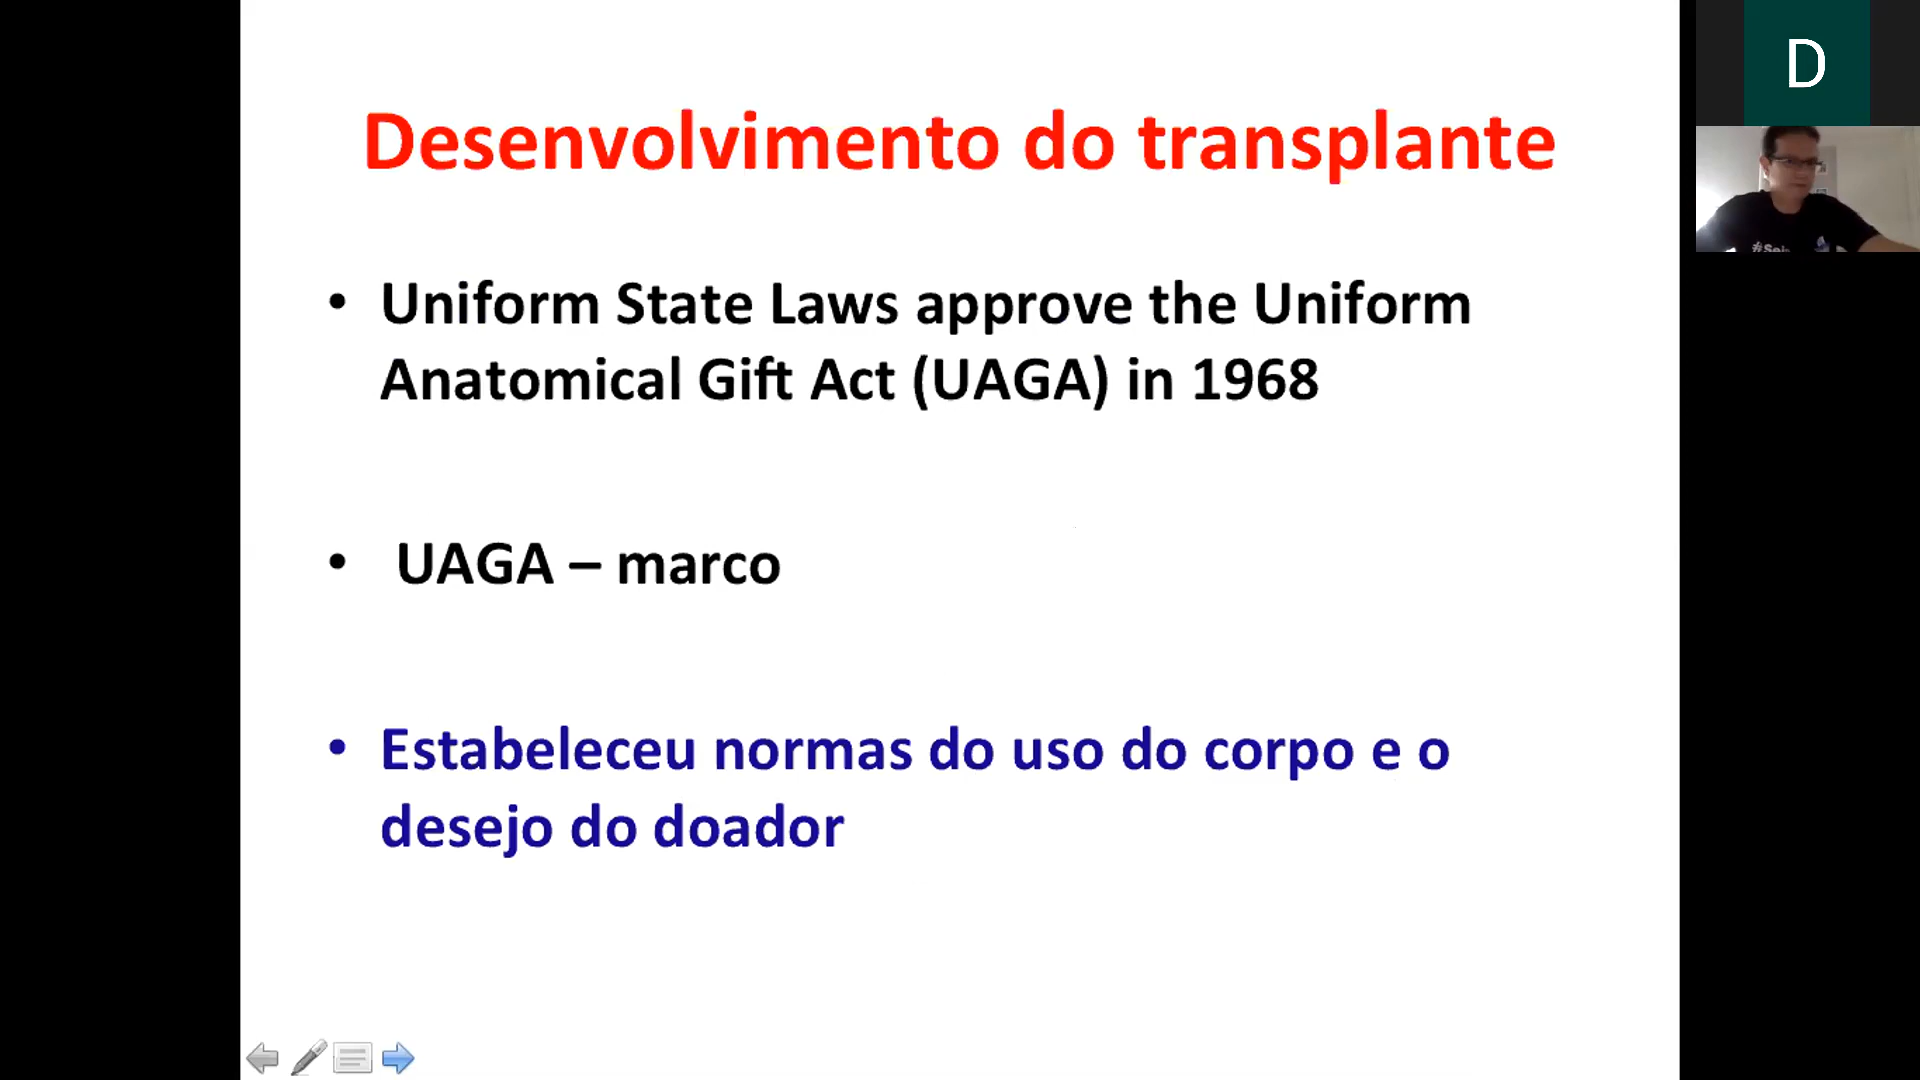 Desenvolvimento do transplante
• Uniform State Laws approve the Uniform
Anatomical Gift Act (UAGA) in 1968
• UAGA – marco
• Estabeleceu normas do uso do corpo e o
desejo do doador
D